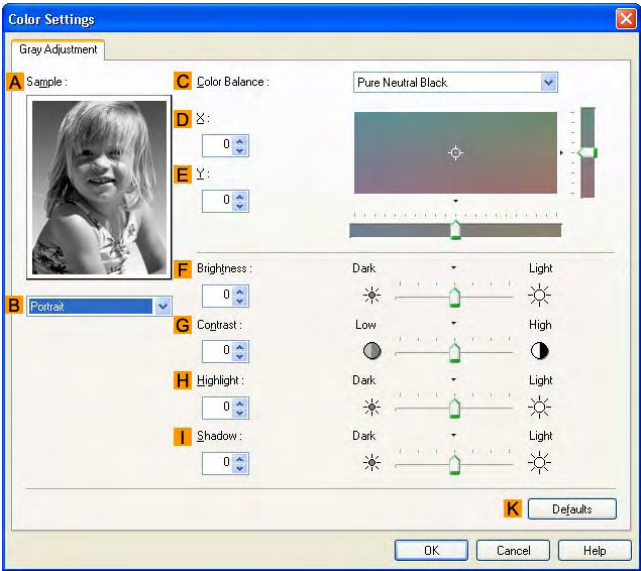 Color Settings
Gray Adjustment
A Sample :
C Color Balance : Pure Neutral Black
D X :
0
E Y :
0
F Brightness : Dark Light
0
B Portrait
G Contrast : Low High
0
H Highlight : Dark Light
0
I Shadow : Dark Light
0
K Defaults
OK Cancel Help